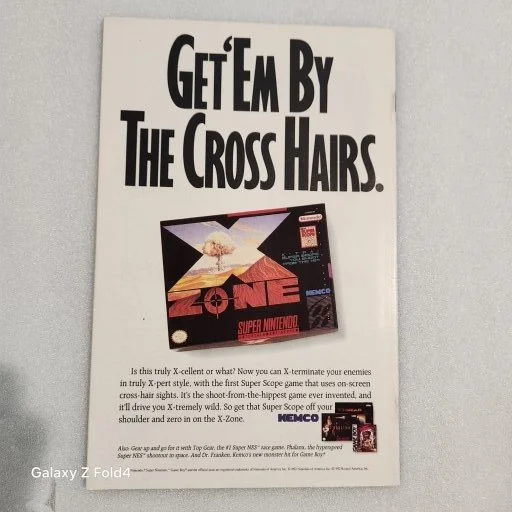 GET 'EM BY
THE CROSS HAIRS.
X
ZONE
KEMCO
SUPER NINTENDO
Is this truly X-cellent or what? Now you can X-terminate your enemies
in truly X-pert style, with the first Super Scope game that uses on-screen
cross-hair sights. It's the shoot-from-the-hippest game ever invented, and
it'll drive you X-tremely wild. So get that Super Scope off your
shoulder and zero in on the X-Zone.
KEMCO
Also: Gear up and go for it with Top Gear, the #1 Super NES™ race game. Phalanx, the hyperspeed
Super NES™ shootout in space. And Dr. Franken, Kemco's new monster hit for Game Boy®
Galaxy Z Fold4